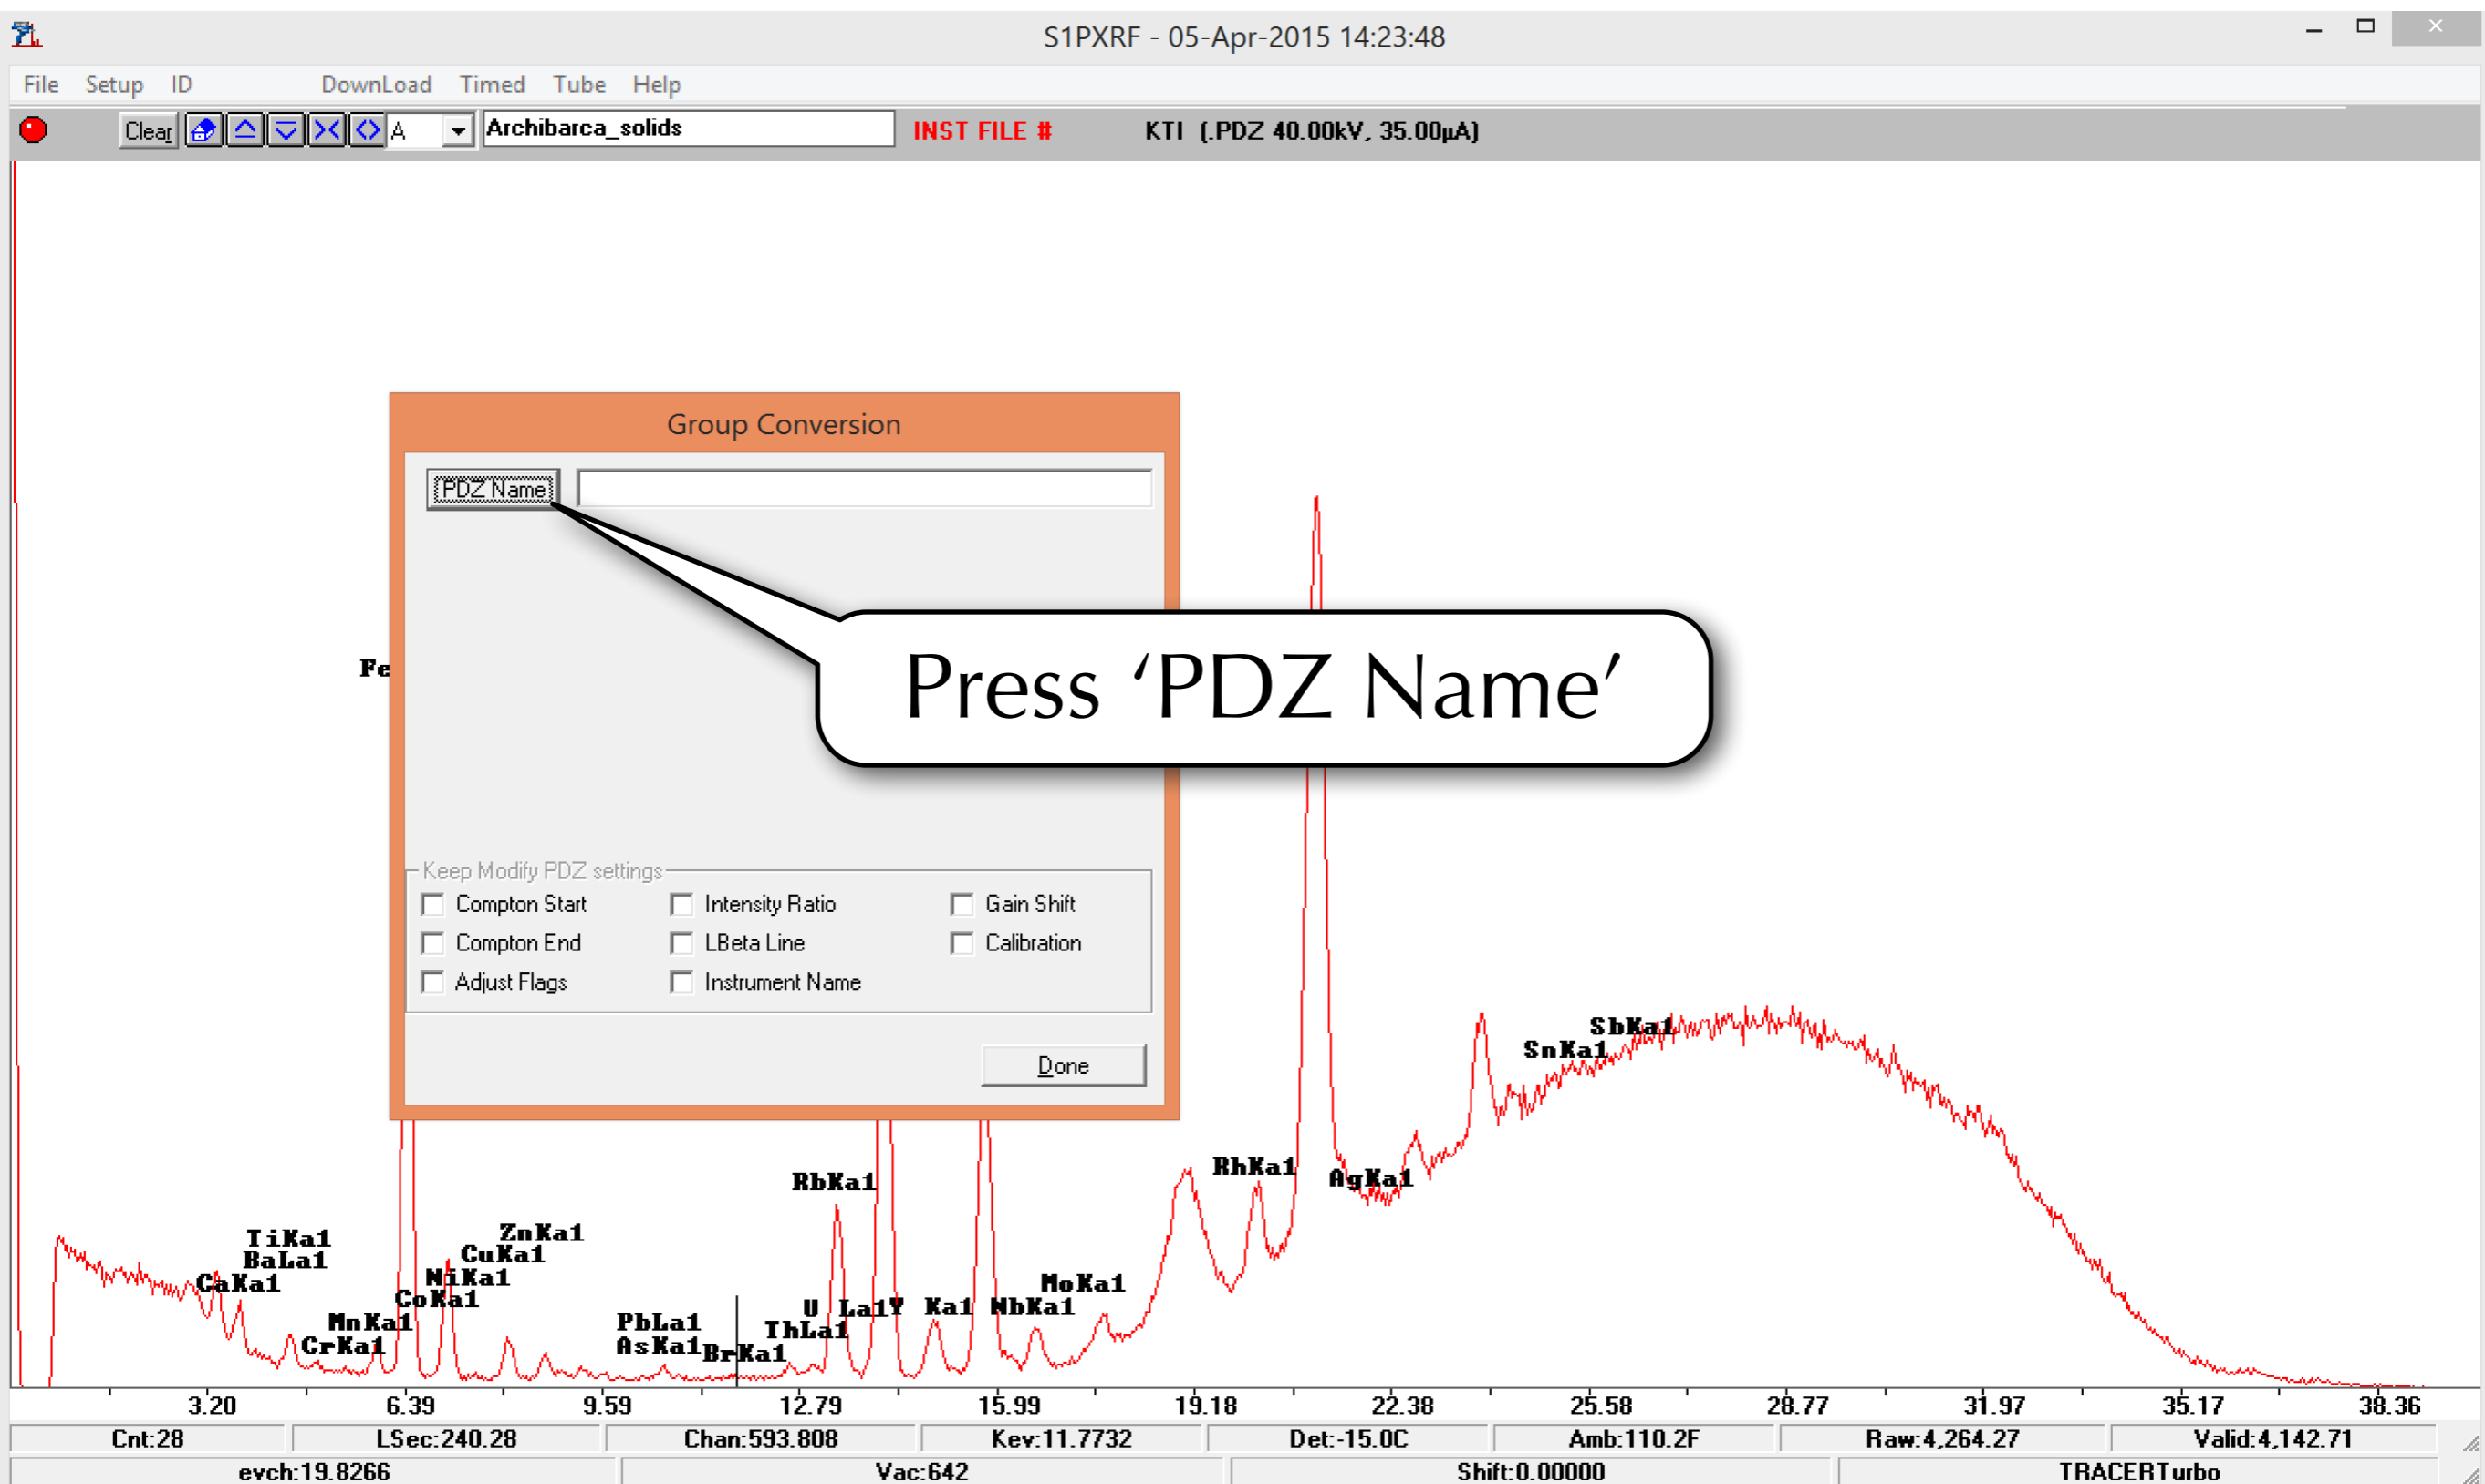 S1PXRF - 05-Apr-2015 14:23:48
File Setup ID DownLoad Timed Tube Help
Clear A Archibarca_solids INST FILE # KTI (.PDZ 40.00kV, 35.00µA)
Group Conversion
PDZ Name
Press ‘PDZ Name’
Fe
Keep Modify PDZ settings
Compton Start Intensity Ratio Gain Shift
Compton End LBeta Line Calibration
Adjust Flags Instrument Name
Done
SbKa1
SnKa1
RhKa1
AgKa1
RbKa1
TiKa1
BaLa1
CaKa1
ZnKa1
CuKa1
NiKa1
CoKa1
MnKa1
CrKa1
PbLa1
AsKa1
BrKa1
ThLa1
U La1
Y Ka1
NbKa1
MoKa1
3.20 6.39 9.59 12.79 15.99 19.18 22.38 25.58 28.77 31.97 35.17 38.36
Cnt:28 LSec:240.28 Chan:593.808 Kev:11.7732 Det:-15.0C Amb:110.2F Raw:4,264.27 Valid:4,142.71
evch:19.8266 Vac:642 Shift:0.00000 TRACERTurbo